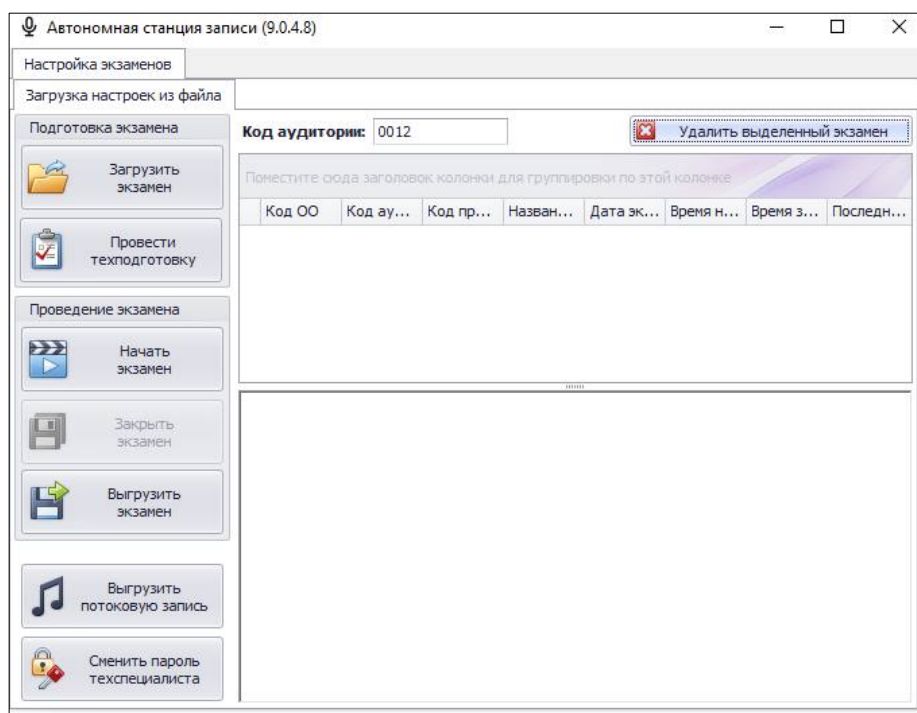 Автономная станция записи (9.0.4.8)
Настройка экзаменов
Загрузка настроек из файла
Подготовка экзамена
Загрузить
экзамен
Провести
техподготовку
Проведение экзамена
Начать
экзамен
Закрыть
экзамен
Выгрузить
экзамен
Выгрузить
потоковую запись
Сменить пароль
техспециалиста
Код аудитории: 0012
Удалить выделенный экзамен
Поместите сюда заголовок колонки для группировки по этой колонке
Код ОО Код ау... Код пр... Назван... Дата эк... Время н... Время з... Последн...